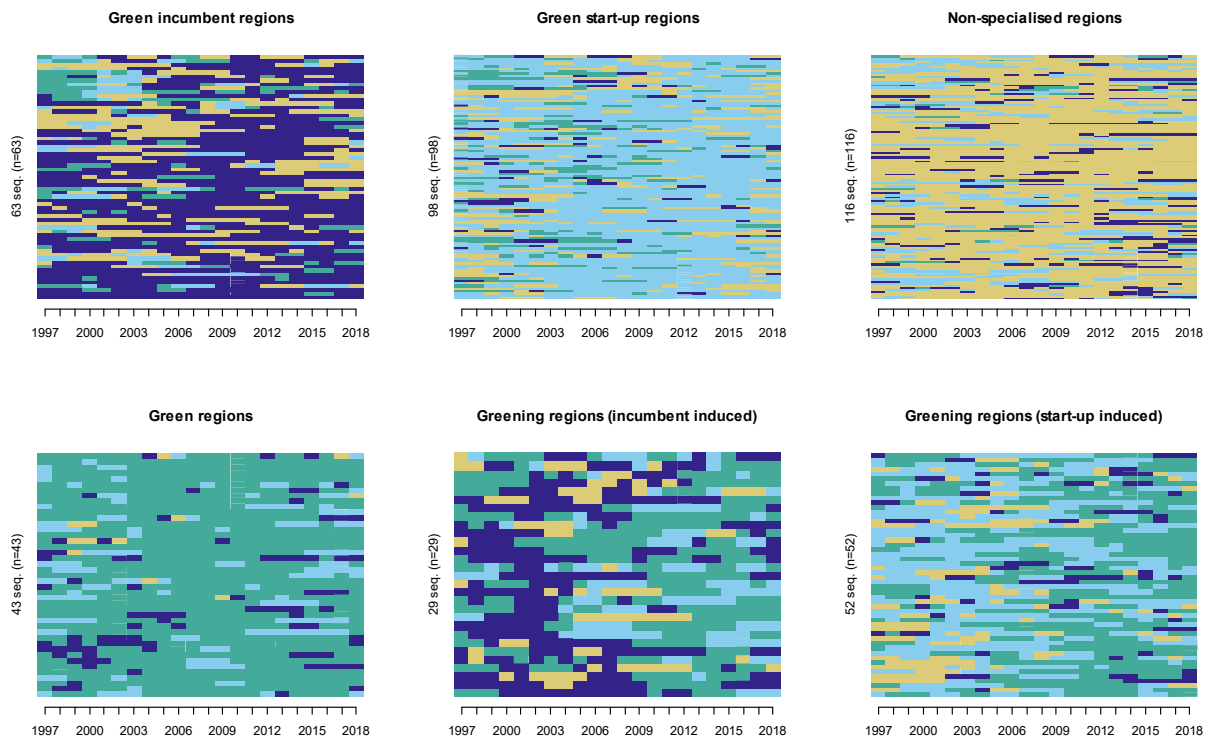 Green incumbent regions
Green start-up regions
Non-specialised regions
63 seq. (n=63)
98 seq. (n=98)
116 seq. (n=116)
1997 2000 2003 2006 2009 2012 2015 2018
1997 2000 2003 2006 2009 2012 2015 2018
1997 2000 2003 2006 2009 2012 2015 2018
Green regions
Greening regions (incumbent induced)
Greening regions (start-up induced)
43 seq. (n=43)
29 seq. (n=29)
52 seq. (n=52)
1997 2000 2003 2006 2009 2012 2015 2018
1997 2000 2003 2006 2009 2012 2015 2018
1997 2000 2003 2006 2009 2012 2015 2018